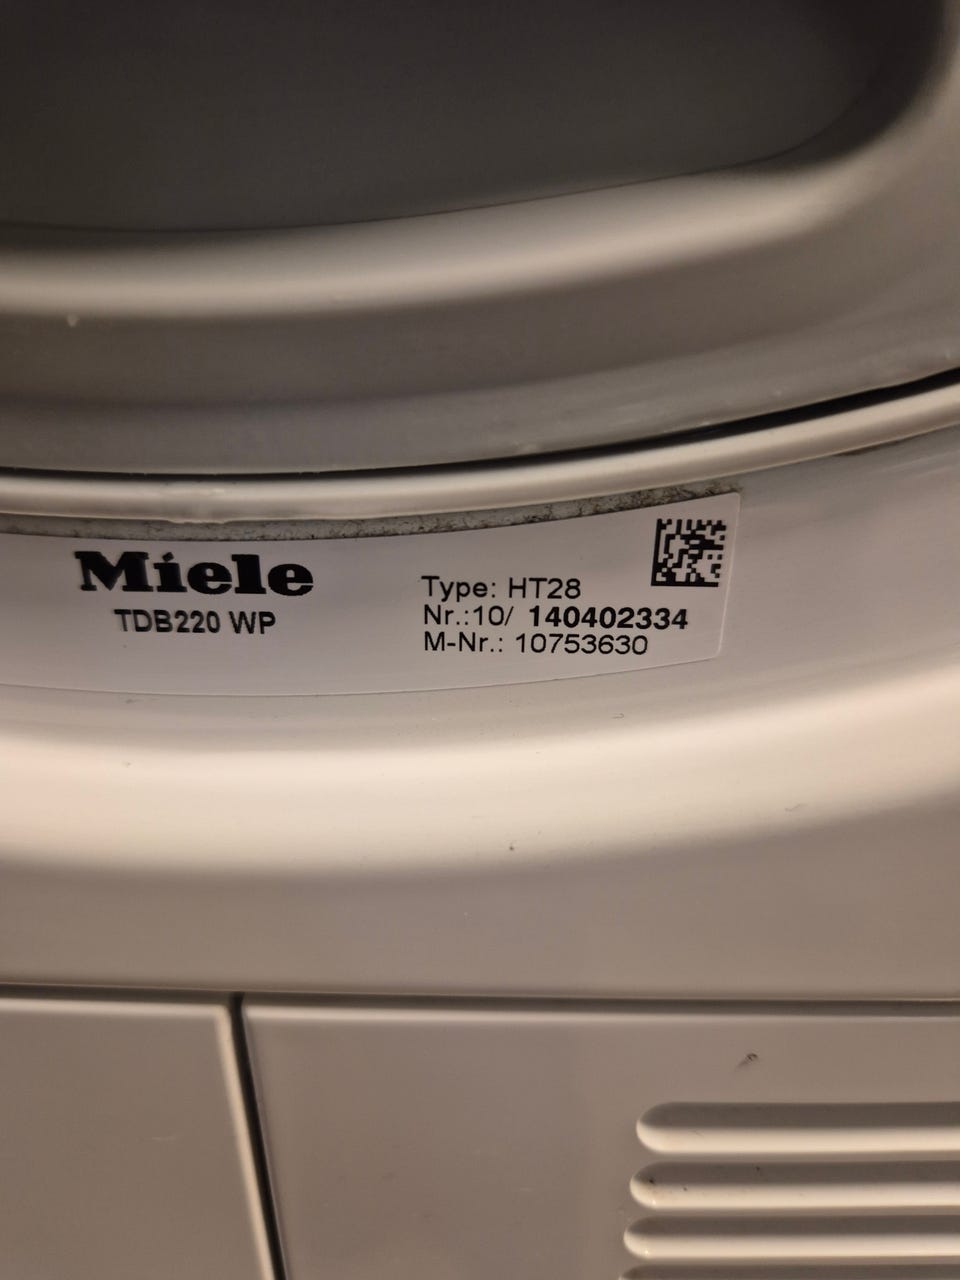 Miele
TDB220 WP
Type: HT28
Nr.:10/ 140402334
M-Nr.: 10753630